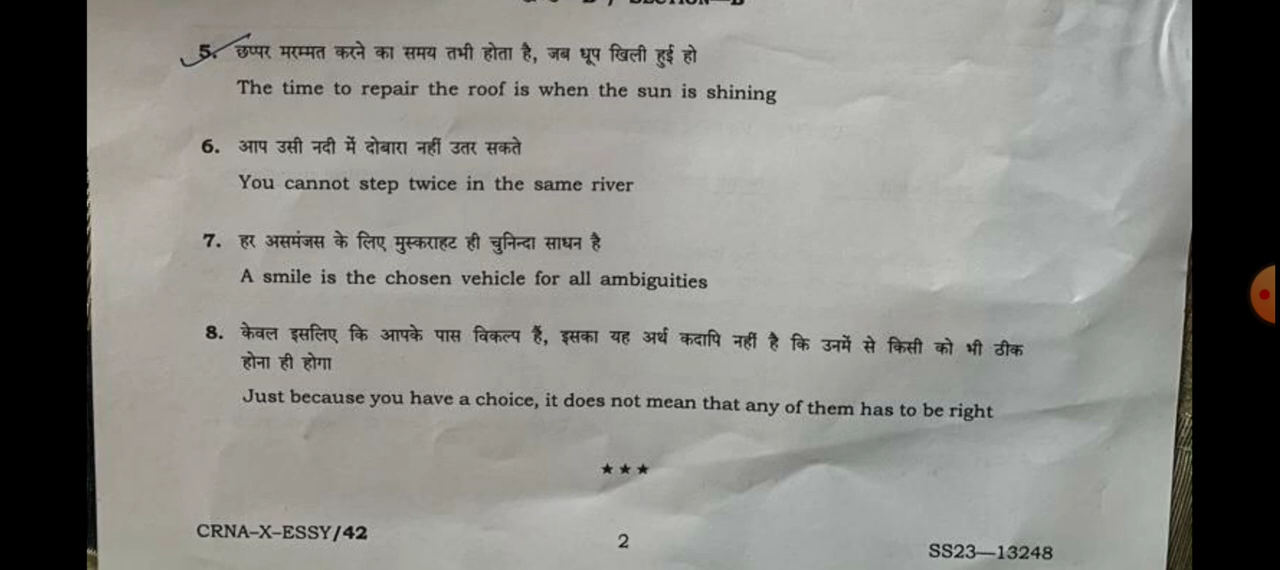 5. छप्पर मरम्मत करने का समय तभी होता है, जब धूप खिली हुई हो
The time to repair the roof is when the sun is shining
6. आप उसी नदी में दोबारा नहीं उतर सकते
You cannot step twice in the same river
7. हर असमंजस के लिए मुस्कराहट ही चुनिन्दा साधन है
A smile is the chosen vehicle for all ambiguities
8. केवल इसलिए कि आपके पास विकल्प हैं, इसका यह अर्थ कदापि नहीं है कि उनमें से किसी को भी ठीक
होना ही होगा
Just because you have a choice, it does not mean that any of them has to be right
★★★
CRNA–X–ESSY/42
2
SS23—13248